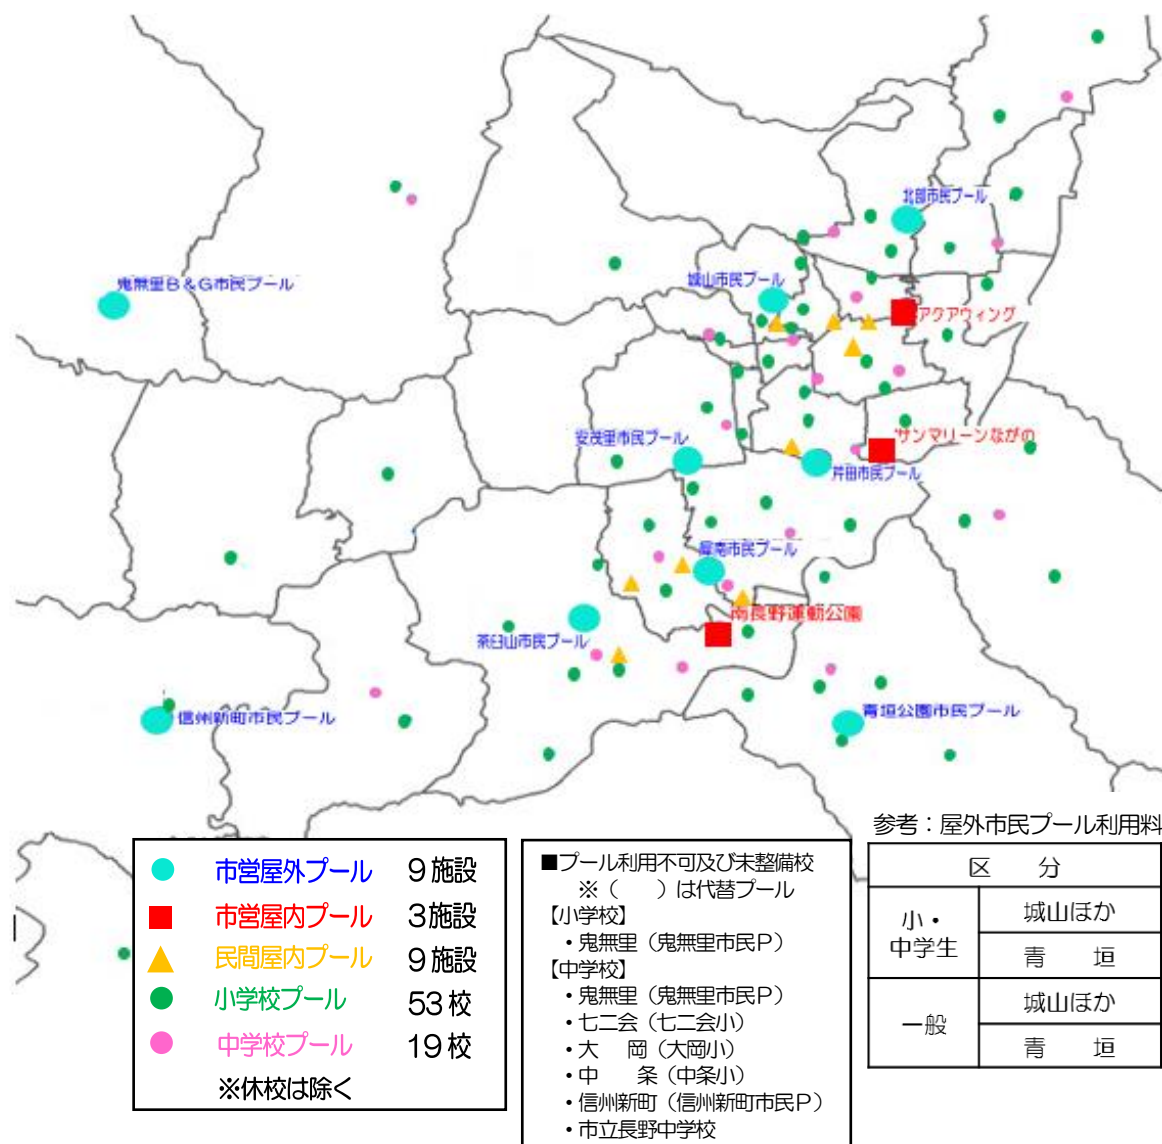 北部市民プール
鬼無里B&G市民プール
城山市民プール
アクアウィング
安茂里市民プール
サンマリーンながの
芹田市民プール
犀南市民プール
南長野運動公園
茶臼山市民プール
信州新町市民プール
青垣公園市民プール
市営屋外プール 9施設
市営屋内プール 3施設
民間屋内プール 9施設
小学校プール 53校
中学校プール 19校
※休校は除く
■プール利用不可及び未整備校
※(　　)は代替プール
【小学校】
・鬼無里(鬼無里市民P)
【中学校】
・鬼無里(鬼無里市民P)
・七二会(七二会小)
・大　岡(大岡小)
・中　条(中条小)
・信州新町(信州新町市民P)
・市立長野中学校
参考:屋外市民プール利用料
区　分
小・中学生
城山ほか
青　垣
一般
城山ほか
青　垣